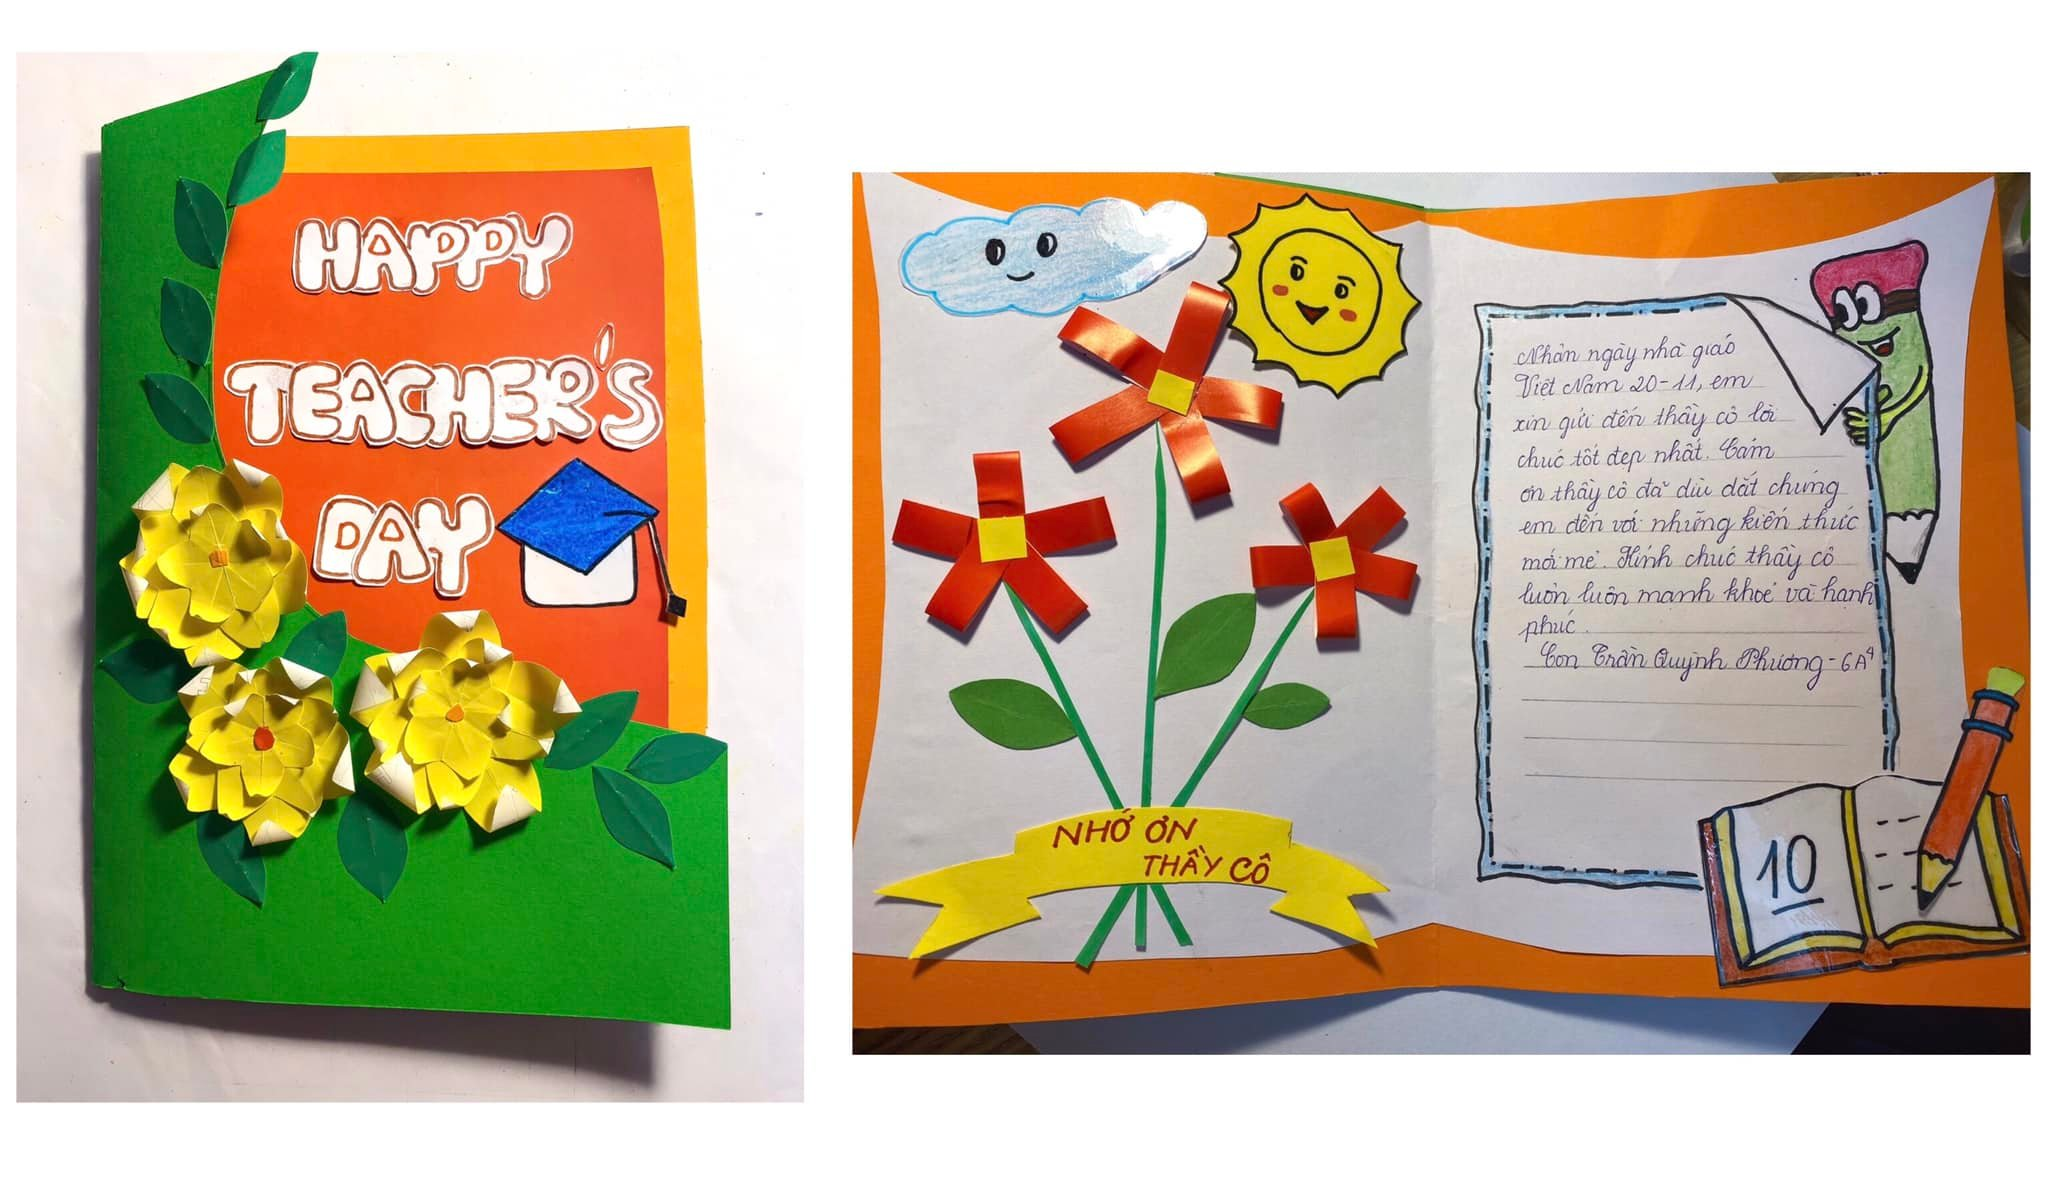 HAPPY
TEACHER'S
DAY
NHỚ ƠN
THẦY CÔ
Nhân ngày nhà giáo
Việt Nam 20-11, em
xin gửi đến thầy cô lời
chúc tốt đẹp nhất. Cảm
ơn thầy cô đã dìu dắt chúng
em đến với những kiến thức
mới mẻ. Kính chúc thầy cô
luôn luôn mạnh khoẻ và hạnh
phúc.
Con Trần Quỳnh Phương - 6A4
10